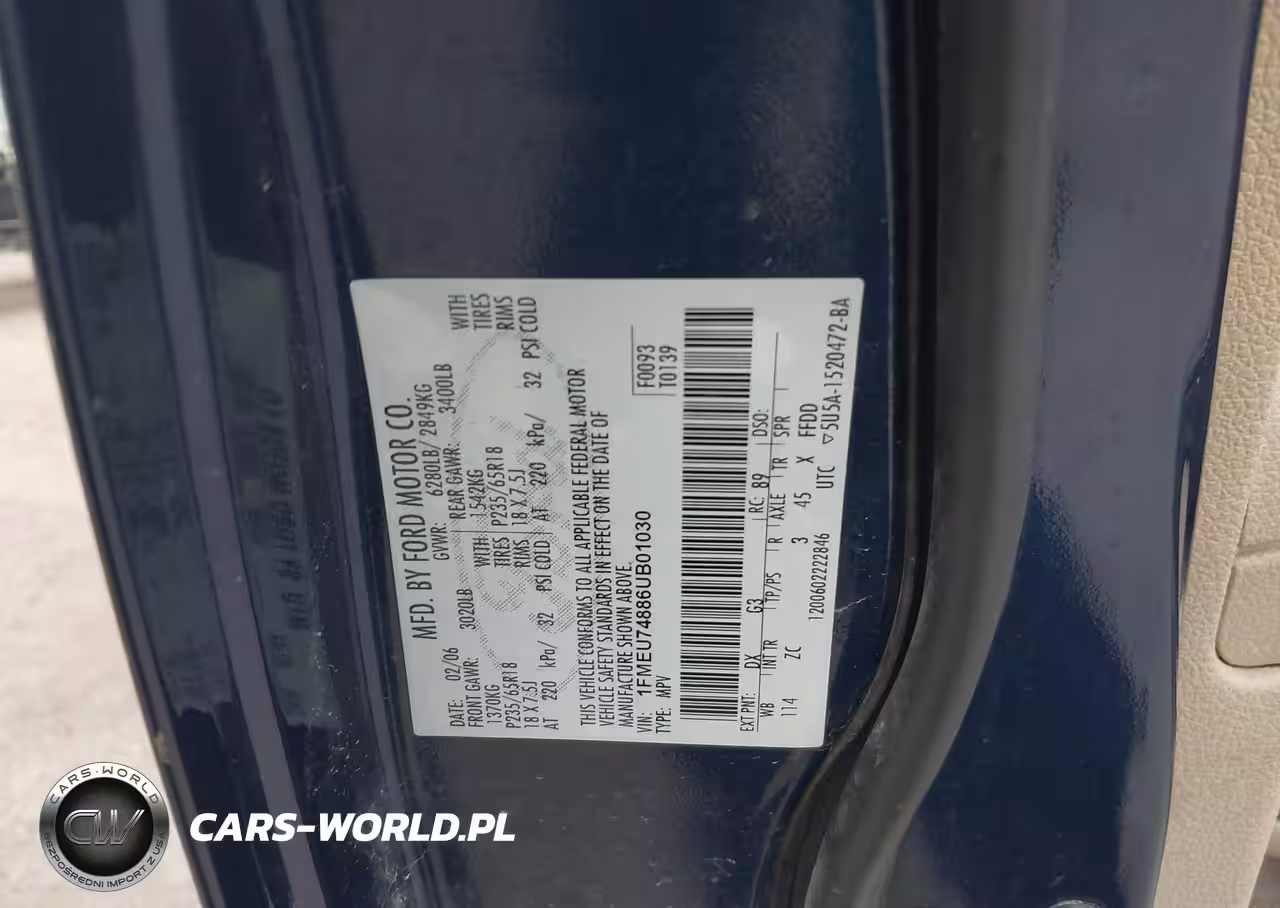 MFD. BY FORD MOTOR CO.
DATE: 02/06 GVWR: 6280LB/ 2849KG
FRONT GAWR: 3020LB REAR GAWR: 3400LB
1370KG WITH 1542KG WITH
P235/65R18 TIRES P235/65R18 TIRES
18 X 7.5J RIMS 18 X 7.5J RIMS
AT 220 kPa/ 32 PSI COLD AT 220 kPa/ 32 PSI COLD
THIS VEHICLE CONFORMS TO ALL APPLICABLE FEDERAL MOTOR
VEHICLE SAFETY STANDARDS IN EFFECT ON THE DATE OF
MANUFACTURE SHOWN ABOVE.
VIN: 1FMEU74886UB01030
TYPE: MPV
F0093
T0139
EXT PNT: DX G3 RC: 89 DSO:
WB INT TR TP/PS R AXLE TR SPR
114 ZC 3 45 X FFDD
1200602222846 UTC ▽5U5A-1520472-BA
CARS-WORLD
CW
BEZPOŚREDNI IMPORT Z USA
CARS-WORLD.PL